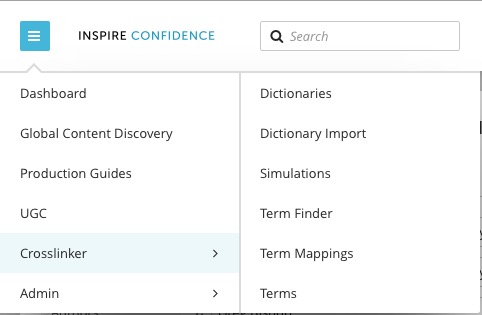 INSPIRE CONFIDENCE
Search
Dashboard
Global Content Discovery
Production Guides
UGC
Crosslinker
Admin
Dictionaries
Dictionary Import
Simulations
Term Finder
Term Mappings
Terms